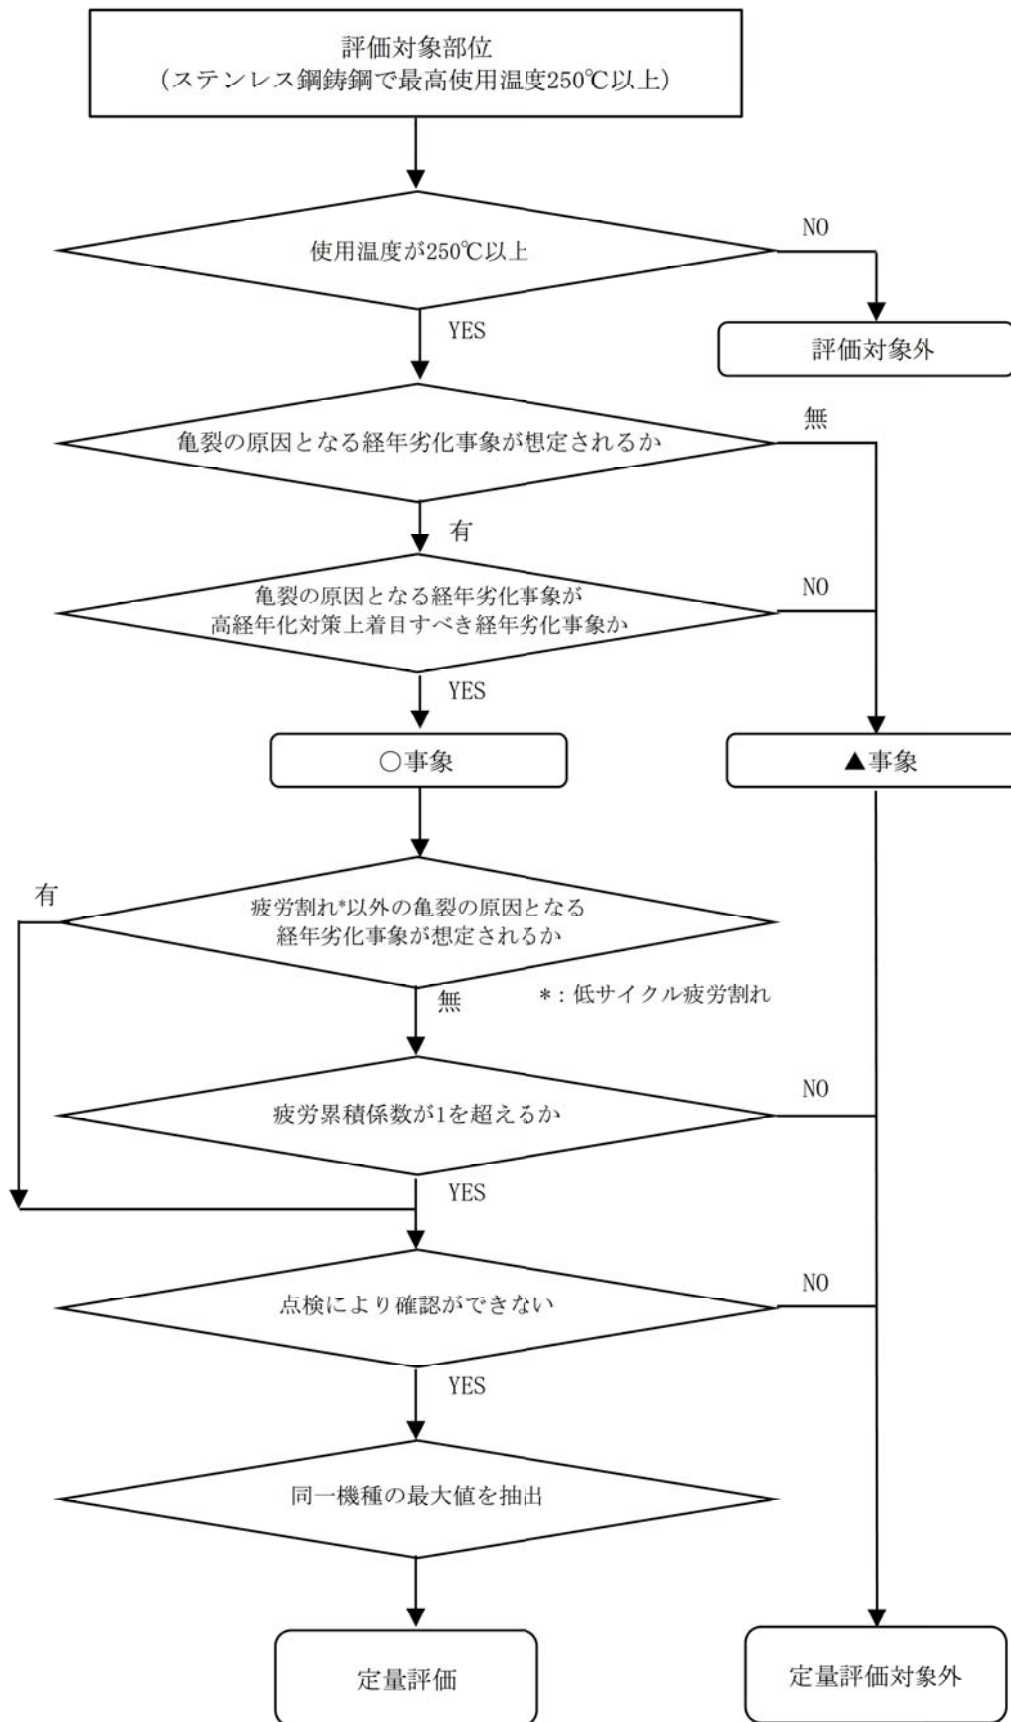 評価対象部位
（ステンレス鋼鋳鋼で最高使用温度250℃以上）
使用温度が250℃以上
NO
YES
評価対象外
亀裂の原因となる経年劣化事象が想定されるか
無
有
亀裂の原因となる経年劣化事象が
高経年化対策上着目すべき経年劣化事象か
NO
YES
○事象
▲事象
有
疲労割れ*以外の亀裂の原因となる
経年劣化事象が想定されるか
無
*：低サイクル疲労割れ
疲労累積係数が1を超えるか
NO
YES
点検により確認ができない
NO
YES
同一機種の最大値を抽出
定量評価
定量評価対象外